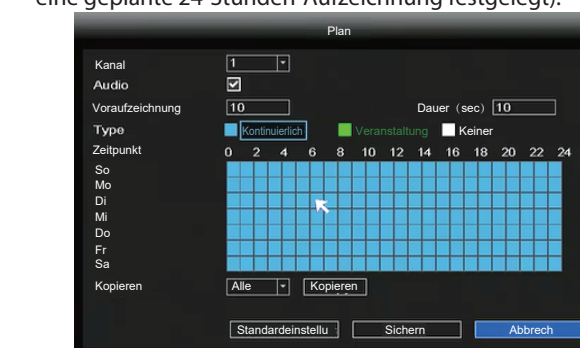 eine geplante 24-Stunden-Aufzeichnung festgelegt).
Plan
Kanal 1
Audio
Voraufzeichnung 10 Dauer (sec) 10
Type Kontinuierlich Veranstaltung Keiner
Zeitpunkt 0 2 4 6 8 10 12 14 16 18 20 22 24
So
Mo
Di
Mi
Do
Fr
Sa
Kopieren Alle Kopieren
Standardeinstellu Sichern Abbrech